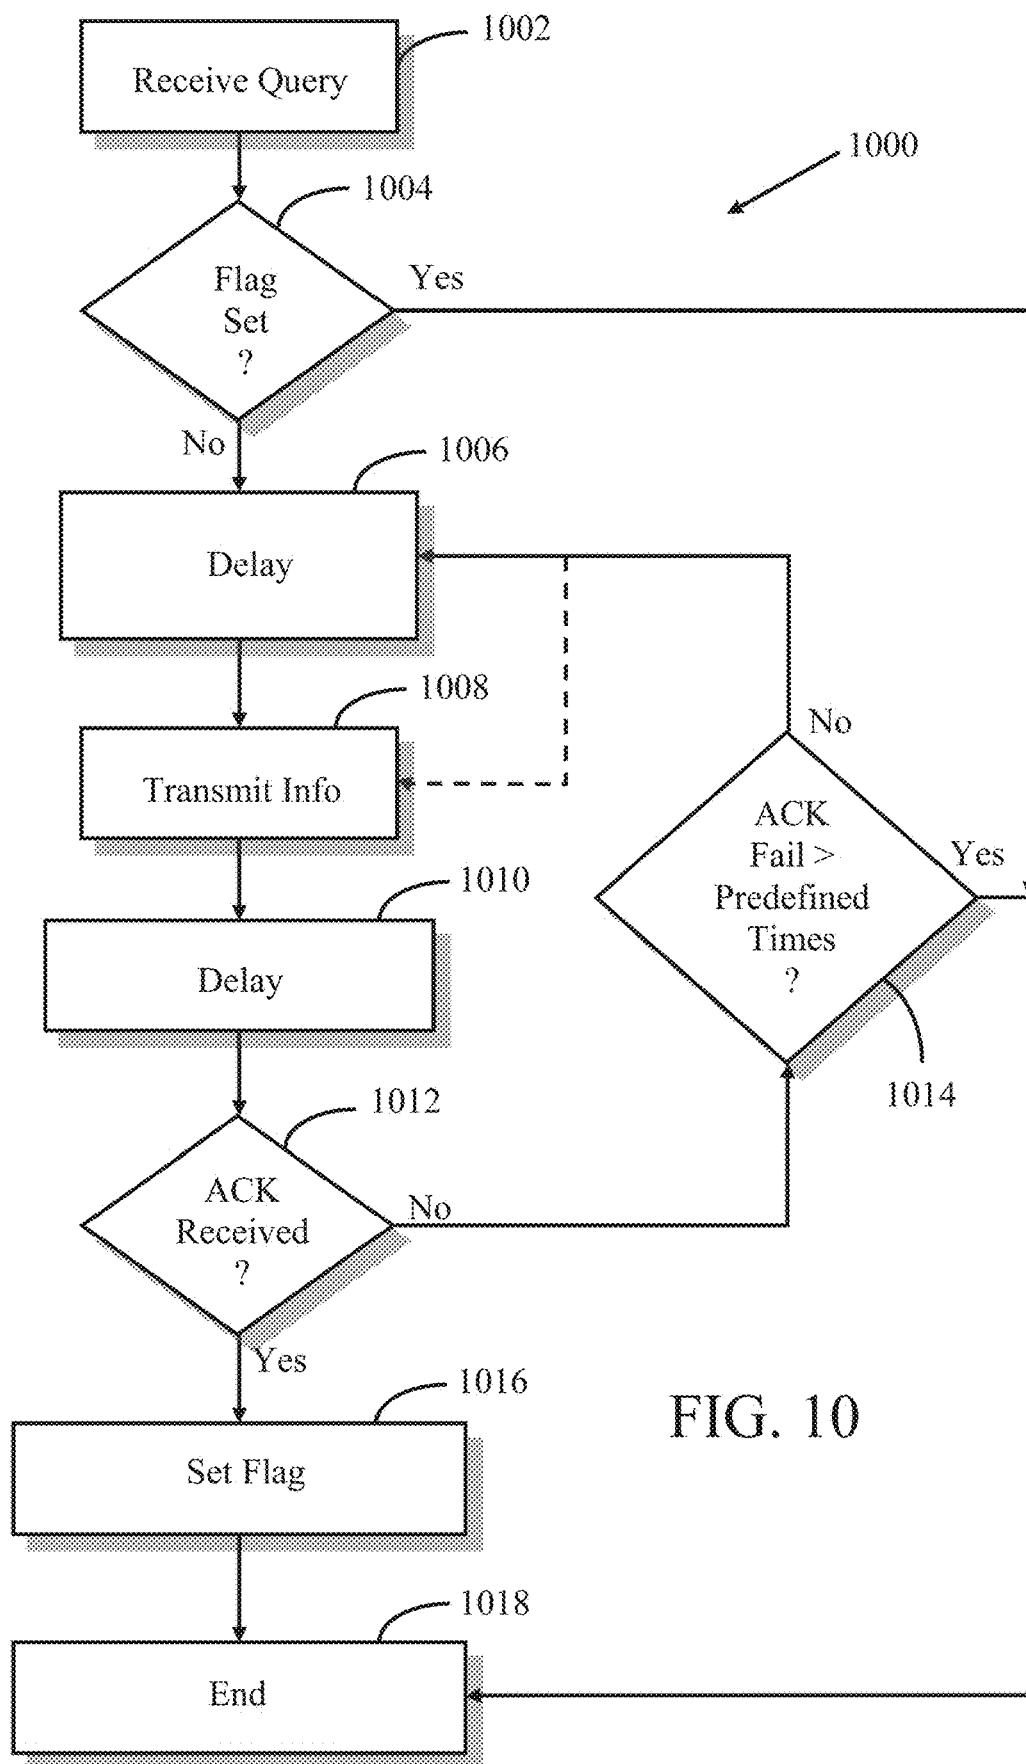 1002
Receive Query
1000
1004
Flag
Set
?
Yes
No
1006
Delay
1008
Transmit Info
No
ACK
Fail >
Predefined
Times
?
Yes
1010
Delay
1014
1012
ACK
Received
?
No
Yes
1016
Set Flag
FIG. 10
1018
End